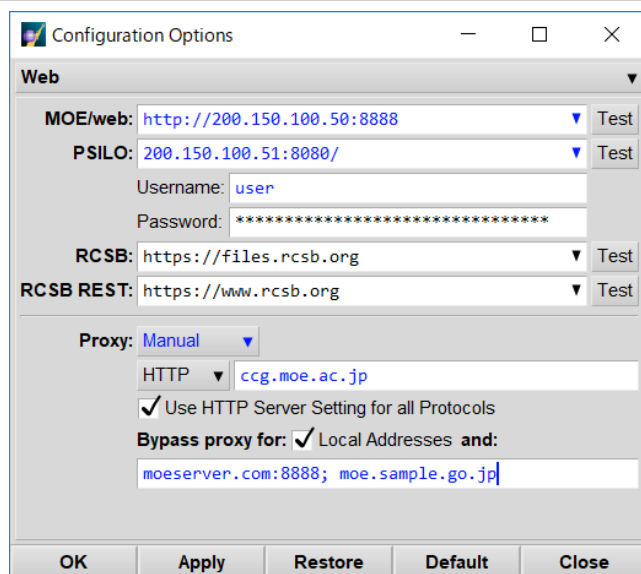 Configuration Options
Web
MOE/web: http://200.150.100.50:8888 Test
PSILO: 200.150.100.51:8080/ Test
Username: user
Password: ********************************
RCSB: https://files.rcsb.org Test
RCSB REST: https://www.rcsb.org Test
Proxy: Manual
HTTP ccg.moe.ac.jp
Use HTTP Server Setting for all Protocols
Bypass proxy for: Local Addresses and:
moeserver.com:8888; moe.sample.go.jp
OK Apply Restore Default Close